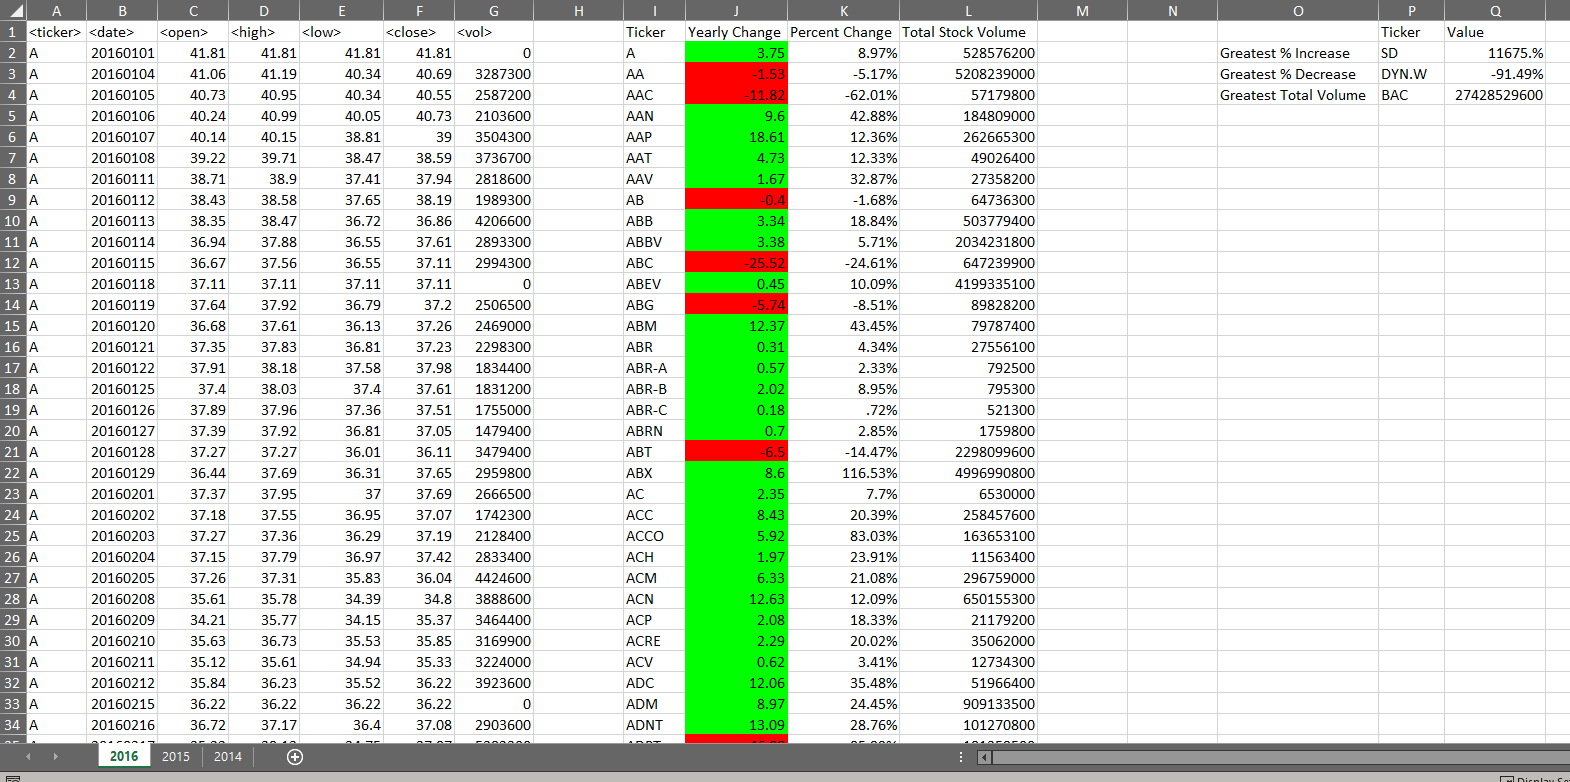 A B C D E F G H I J K L M N O P Q
1 <ticker> <date> <open> <high> <low> <close> <vol> Ticker Yearly Change Percent Change Total Stock Volume Ticker Value
2 A 20160101 41.81 41.81 41.81 41.81 0 A 3.75 8.97% 528576200 Greatest % Increase SD 11675.%
3 A 20160104 41.06 41.19 40.34 40.69 3287300 AA -1.53 -5.17% 5208239000 Greatest % Decrease DYN.W -91.49%
4 A 20160105 40.73 40.95 40.34 40.55 2587200 AAC -11.82 -62.01% 57179800 Greatest Total Volume BAC 27428529600
5 A 20160106 40.24 40.99 40.05 40.73 2103600 AAN 9.6 42.88% 184809000
6 A 20160107 40.14 40.15 38.81 39 3504300 AAP 18.61 12.36% 262665300
7 A 20160108 39.22 39.71 38.47 38.59 3736700 AAT 4.73 12.33% 49026400
8 A 20160111 38.71 38.9 37.41 37.94 2818600 AAV 1.67 32.87% 27358200
9 A 20160112 38.43 38.58 37.65 38.19 1989300 AB -0.4 -1.68% 64736300
10 A 20160113 38.35 38.47 36.72 36.86 4206600 ABB 3.34 18.84% 503779400
11 A 20160114 36.94 37.88 36.55 37.61 2893300 ABBV 3.38 5.71% 2034231800
12 A 20160115 36.67 37.56 36.55 37.11 2994300 ABC -25.52 -24.61% 647239900
13 A 20160118 37.11 37.11 37.11 37.11 0 ABEV 0.45 10.09% 4199335100
14 A 20160119 37.64 37.92 36.79 37.2 2506500 ABG -5.74 -8.51% 89828200
15 A 20160120 36.68 37.61 36.13 37.26 2469000 ABM 12.37 43.45% 79787400
16 A 20160121 37.35 37.83 36.81 37.23 2298300 ABR 0.31 4.34% 27556100
17 A 20160122 37.91 38.18 37.58 37.98 1834400 ABR-A 0.57 2.33% 792500
18 A 20160125 37.4 38.03 37.4 37.61 1831200 ABR-B 2.02 8.95% 795300
19 A 20160126 37.89 37.96 37.36 37.51 1755000 ABR-C 0.18 .72% 521300
20 A 20160127 37.39 37.92 36.81 37.05 1479400 ABRN 0.7 2.85% 1759800
21 A 20160128 37.27 37.27 36.01 36.11 3479400 ABT -6.5 -14.47% 2298099600
22 A 20160129 36.44 37.69 36.31 37.65 2959800 ABX 8.6 116.53% 4996990800
23 A 20160201 37.37 37.95 37 37.69 2666500 AC 2.35 7.7% 6530000
24 A 20160202 37.18 37.55 36.95 37.07 1742300 ACC 8.43 20.39% 258457600
25 A 20160203 37.27 37.36 36.29 37.19 2128400 ACCO 5.92 83.03% 163653100
26 A 20160204 37.15 37.79 36.97 37.42 2833400 ACH 1.97 23.91% 11563400
27 A 20160205 37.26 37.31 35.83 36.04 4424600 ACM 6.33 21.08% 296759000
28 A 20160208 35.61 35.78 34.39 34.8 3888600 ACN 12.63 12.09% 650155300
29 A 20160209 34.21 35.77 34.15 35.37 3464400 ACP 2.08 18.33% 21179200
30 A 20160210 35.63 36.73 35.53 35.85 3169900 ACRE 2.29 20.02% 35062000
31 A 20160211 35.12 35.61 34.94 35.33 3224000 ACV 0.62 3.41% 12734300
32 A 20160212 35.84 36.23 35.52 36.22 3923600 ADC 12.06 35.48% 51966400
33 A 20160215 36.22 36.22 36.22 36.22 0 ADM 8.97 24.45% 909133500
34 A 20160216 36.72 37.17 36.4 37.08 2903600 ADNT 13.09 28.76% 101270800
2016 2015 2014